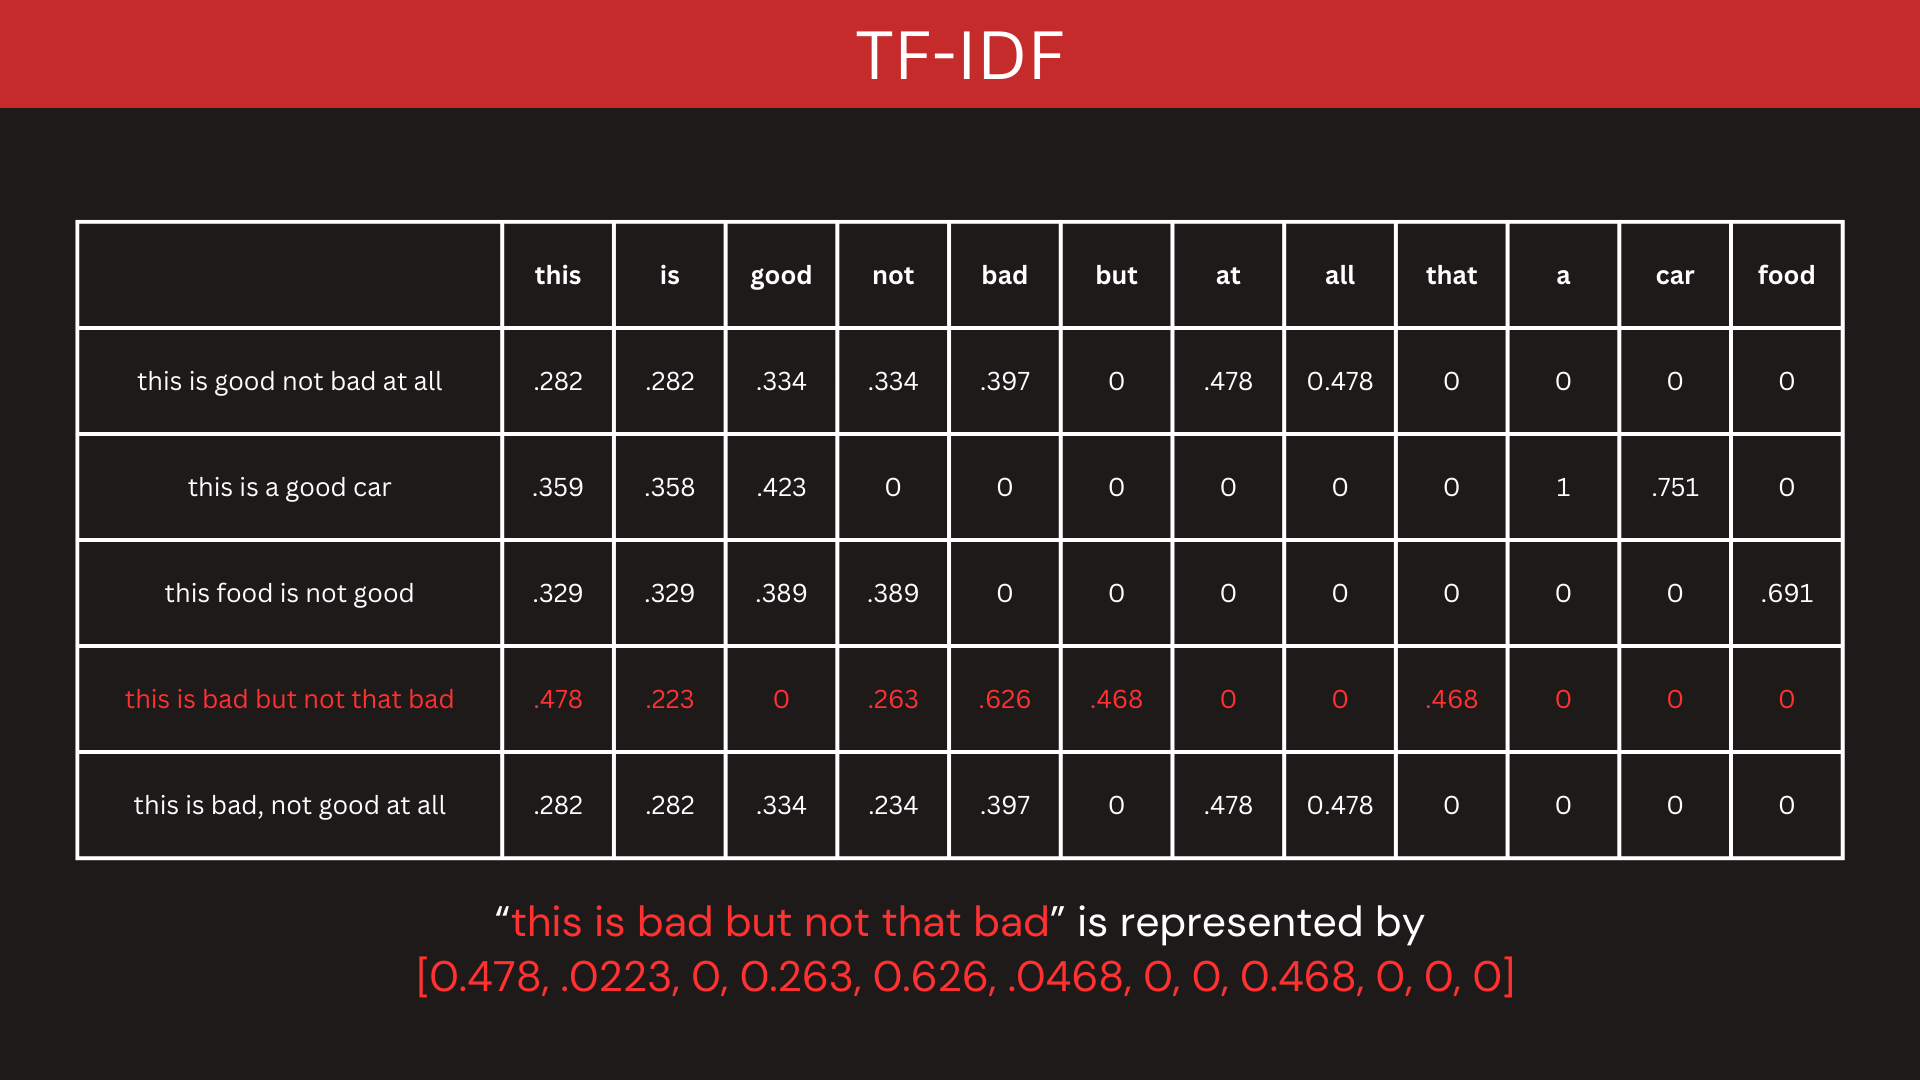 TF-IDF
this is good not bad but at all that a car food
this is good not bad at all .282 .282 .334 .334 .397 0 .478 0.478 0 0 0 0
this is a good car .359 .358 .423 0 0 0 0 0 0 1 .751 0
this food is not good .329 .329 .389 .389 0 0 0 0 0 0 0 .691
this is bad but not that bad .478 .223 0 .263 .626 .468 0 0 .468 0 0 0
this is bad, not good at all .282 .282 .334 .234 .397 0 .478 0.478 0 0 0 0
“this is bad but not that bad” is represented by
[0.478, .0223, 0, 0.263, 0.626, .0468, 0, 0, 0.468, 0, 0, 0]